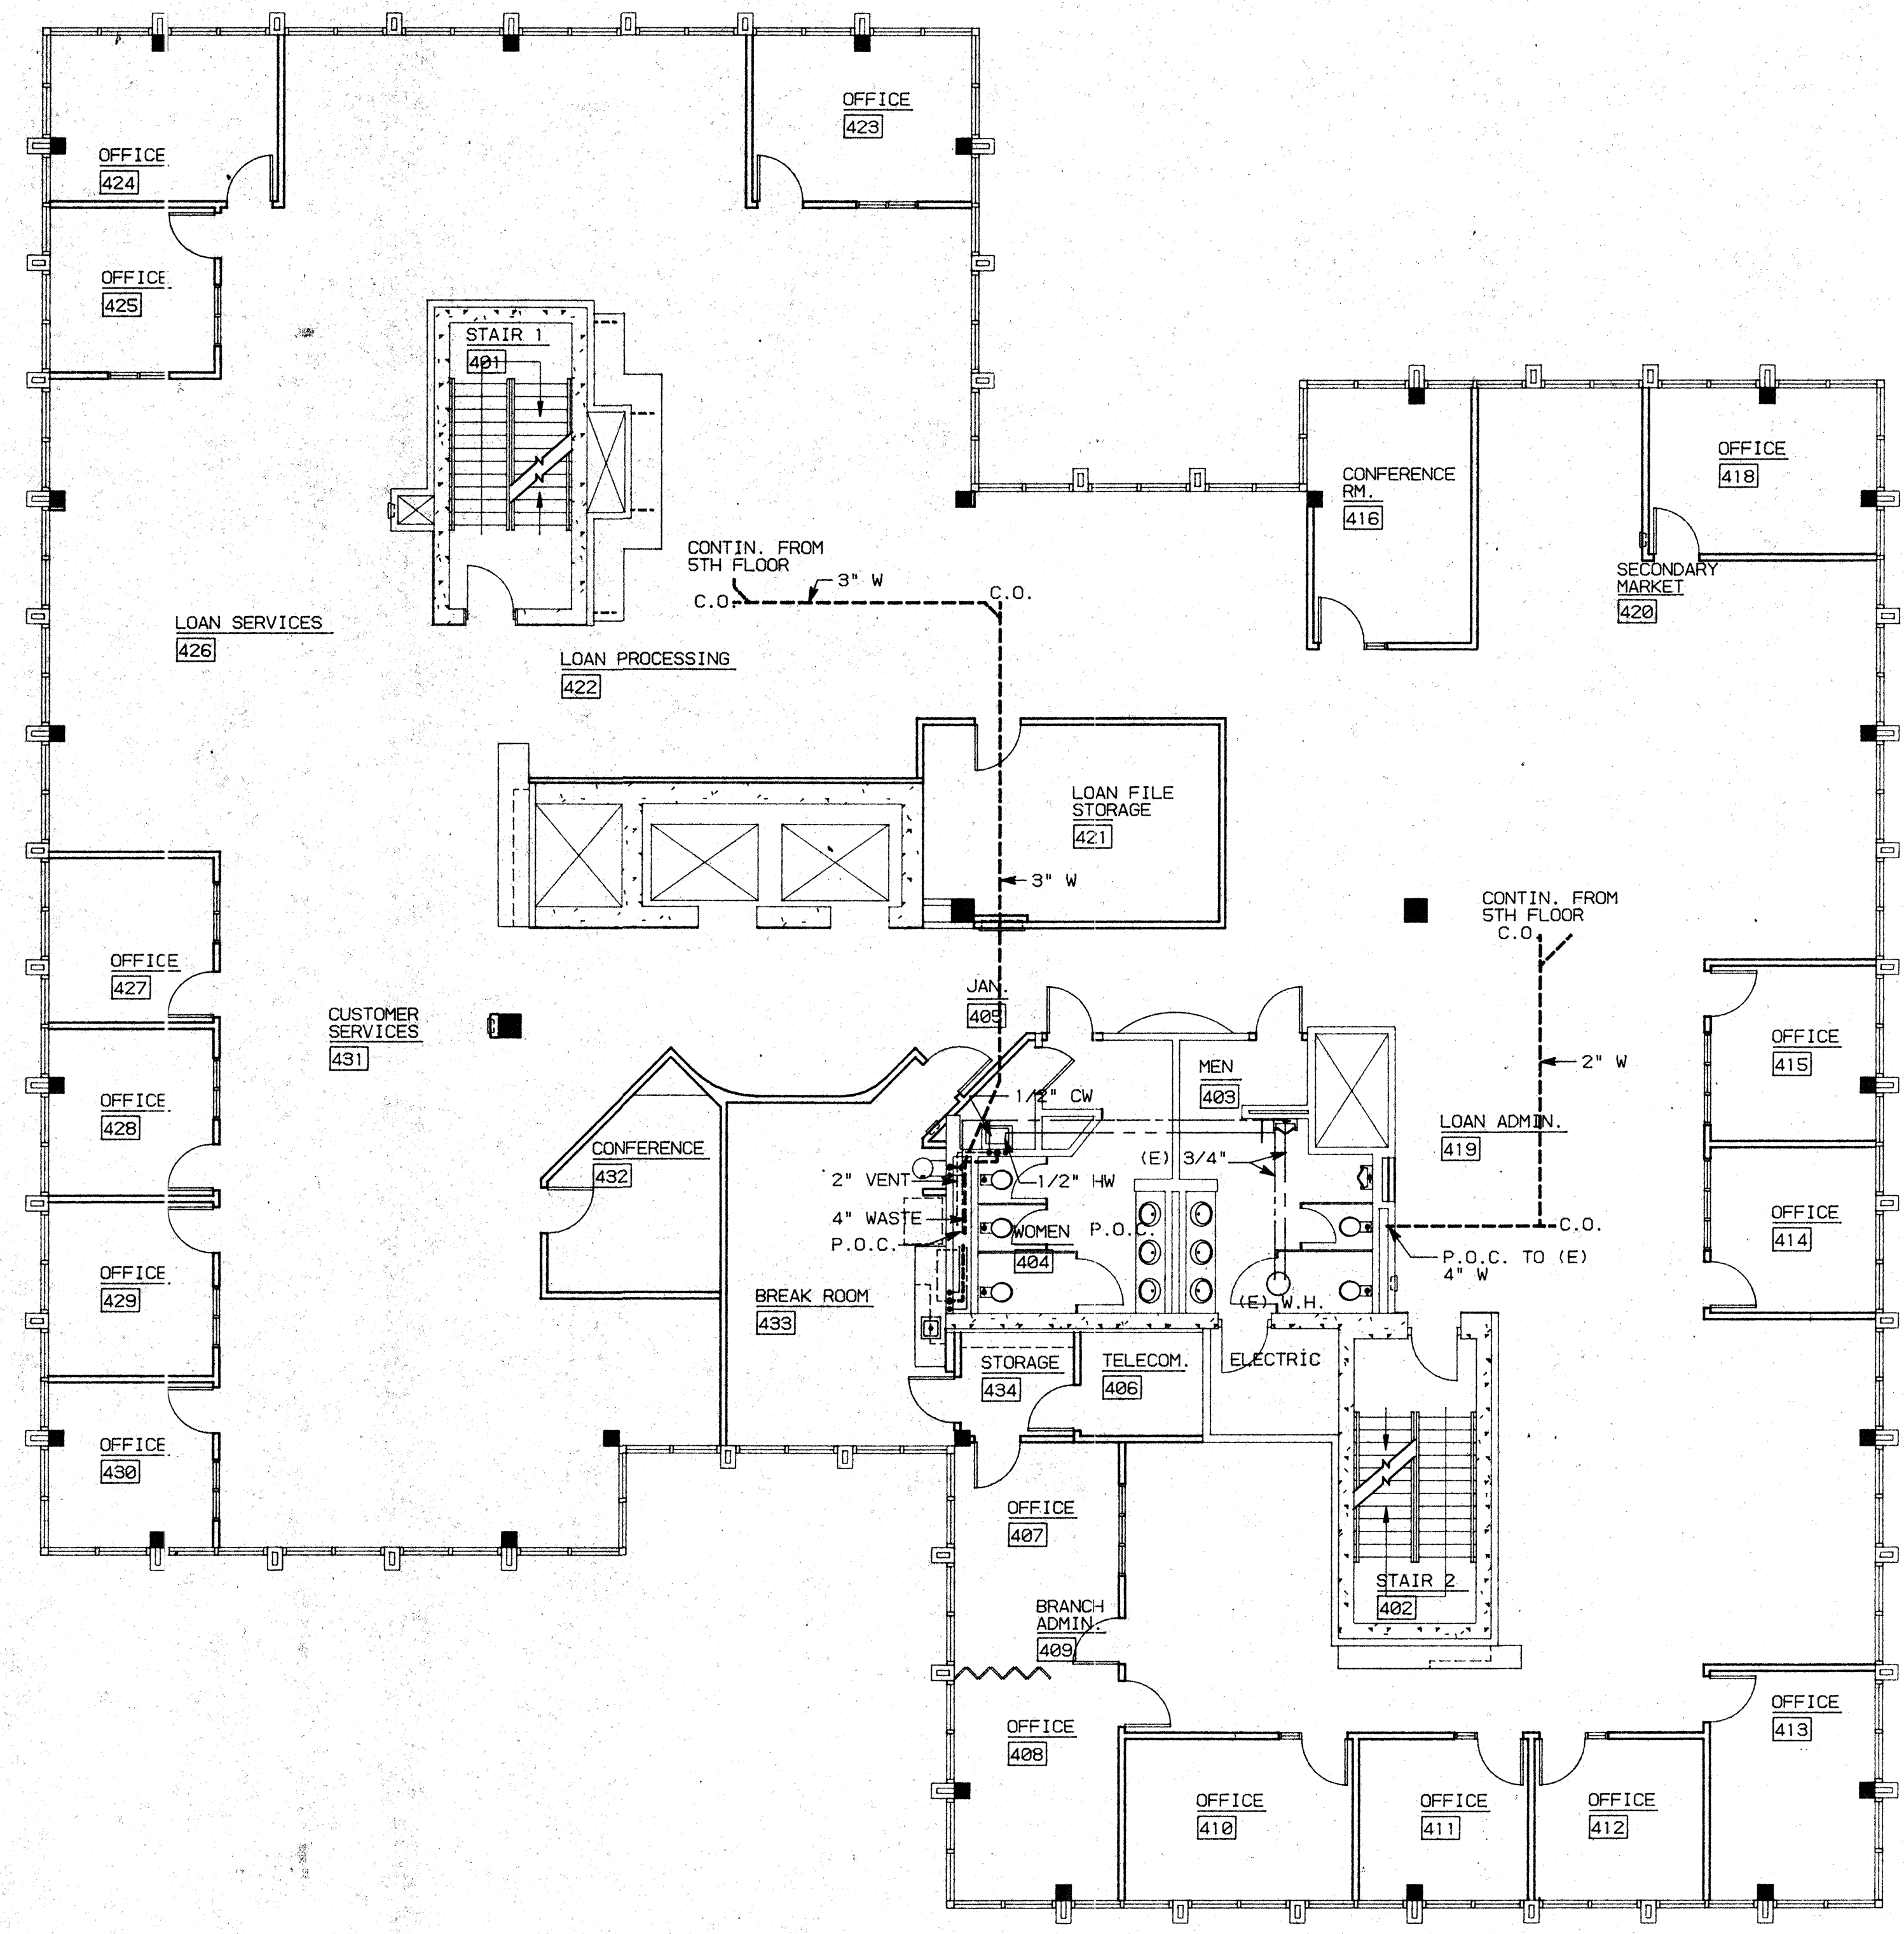 OFFICE
423
OFFICE
424
OFFICE
425
STAIR 1
401
OFFICE
418
CONFERENCE
RM.
416
CONTIN. FROM
5TH FLOOR
3" W
C.O.
C.O.
SECONDARY
MARKET
420
LOAN SERVICES
426
LOAN PROCESSING
422
LOAN FILE
STORAGE
421
3" W
CONTIN. FROM
5TH FLOOR
C.O.
OFFICE
427
JAN.
405
CUSTOMER
SERVICES
431
OFFICE
415
2" W
MEN
403
OFFICE
428
1/2" CW
LOAN ADMIN.
419
CONFERENCE
432
(E) 3/4"
2" VENT
1/2" HW
4" WASTE
P.O.C.
WOMEN
404
P.O.C.
C.O.
OFFICE
414
P.O.C. TO (E)
4" W
OFFICE
429
BREAK ROOM
433
(E) W.H.
STORAGE
434
TELECOM.
406
ELECTRIC
OFFICE
430
OFFICE
407
STAIR 2
402
BRANCH
ADMIN.
409
OFFICE
408
OFFICE
413
OFFICE
410
OFFICE
411
OFFICE
412